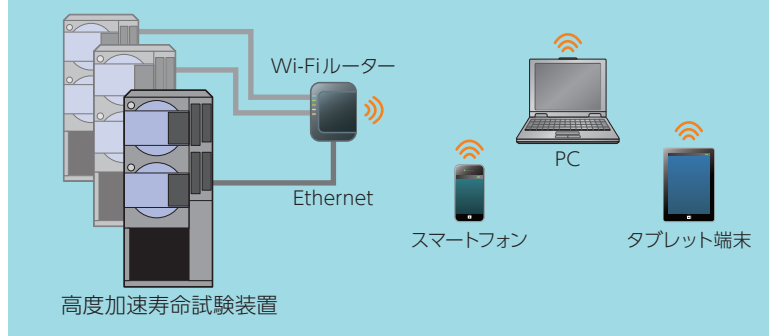 Wi-Fiルーター
Ethernet
PC
スマートフォン
タブレット端末
高度加速寿命試験装置